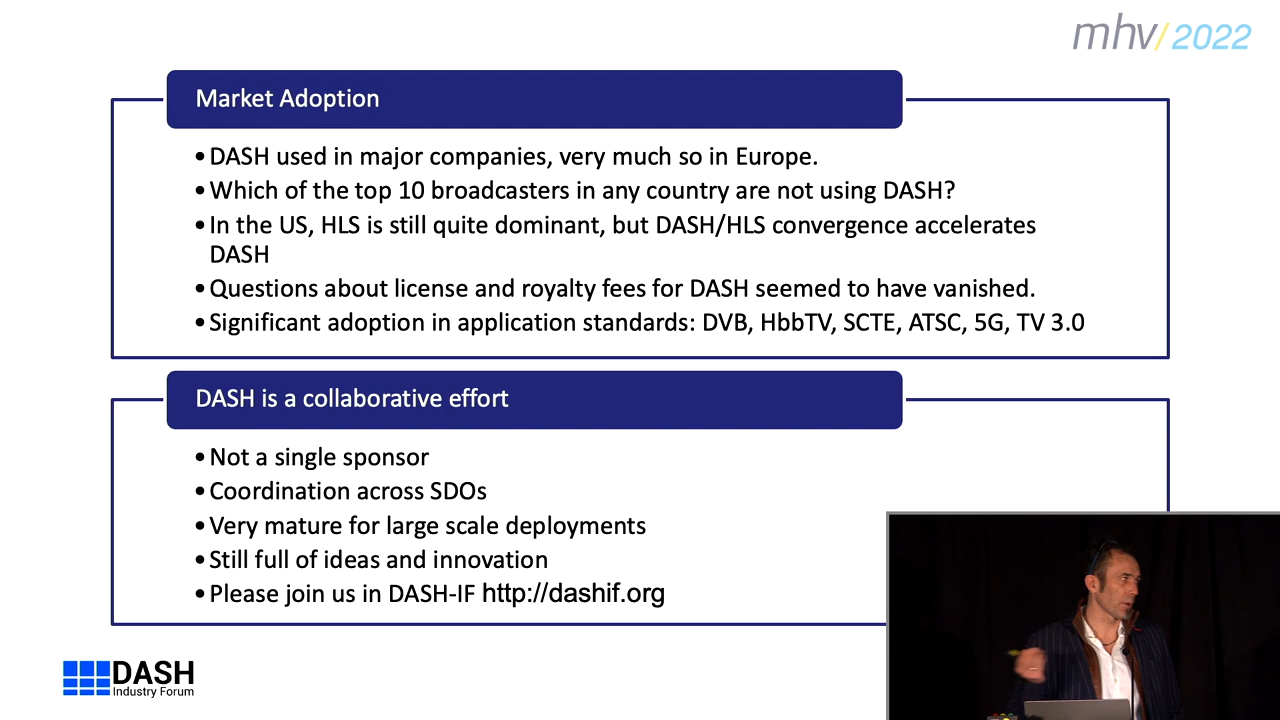 mhv/2022
Market Adoption
•DASH used in major companies, very much so in Europe.
•Which of the top 10 broadcasters in any country are not using DASH?
•In the US, HLS is still quite dominant, but DASH/HLS convergence accelerates
DASH
•Questions about license and royalty fees for DASH seemed to have vanished.
•Significant adoption in application standards: DVB, HbbTV, SCTE, ATSC, 5G, TV 3.0
DASH is a collaborative effort
•Not a single sponsor
•Coordination across SDOs
•Very mature for large scale deployments
•Still full of ideas and innovation
•Please join us in DASH-IF http://dashif.org
DASH
Industry Forum